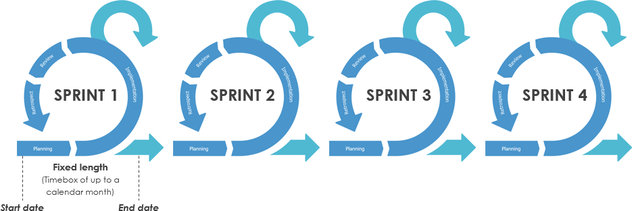 SPRINT 1
Planning
Implementation
Review
Retrospect
SPRINT 2
Planning
Implementation
Review
Retrospect
SPRINT 3
Planning
Implementation
Review
Retrospect
SPRINT 4
Planning
Implementation
Review
Retrospect
Fixed length
(Timebox of up to a
calendar month)
Start date
End date